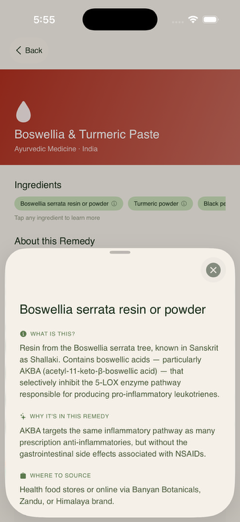 5:55
Back
Boswellia & Turmeric Paste
Ayurvedic Medicine · India
Ingredients
Boswellia serrata resin or powder
Turmeric powder
Black pe
Tap any ingredient to learn more
About this Remedy
Boswellia serrata resin or powder
WHAT IS THIS?
Resin from the Boswellia serrata tree, known in Sanskrit
as Shallaki. Contains boswellic acids — particularly
AKBA (acetyl-11-keto-β-boswellic acid) — that
selectively inhibit the 5-LOX enzyme pathway
responsible for producing pro-inflammatory leukotrienes.
WHY IT'S IN THIS REMEDY
AKBA targets the same inflammatory pathway as many
prescription anti-inflammatories, but without the
gastrointestinal side effects associated with NSAIDs.
WHERE TO SOURCE
Health food stores or online via Banyan Botanicals,
Zandu, or Himalaya brand.